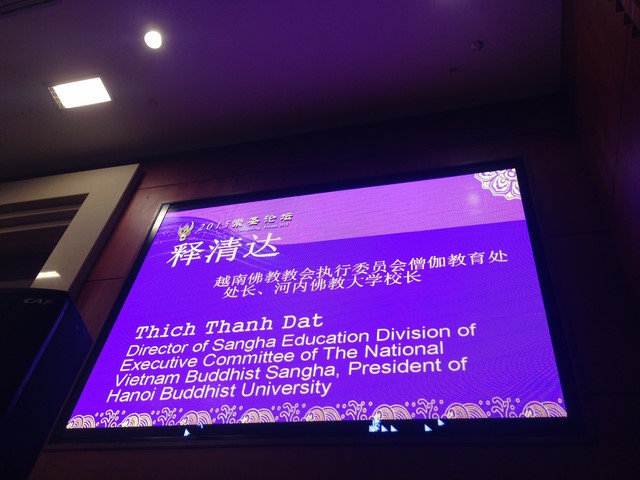 2015崇圣论坛
释清达
越南佛教教会执行委员会僧伽教育处
处长、河内佛教大学校长
Thich Thanh Dat
Director of Sangha Education Division of
Executive Committee of The National
Vietnam Buddhist Sangha, President of
Hanoi Buddhist University